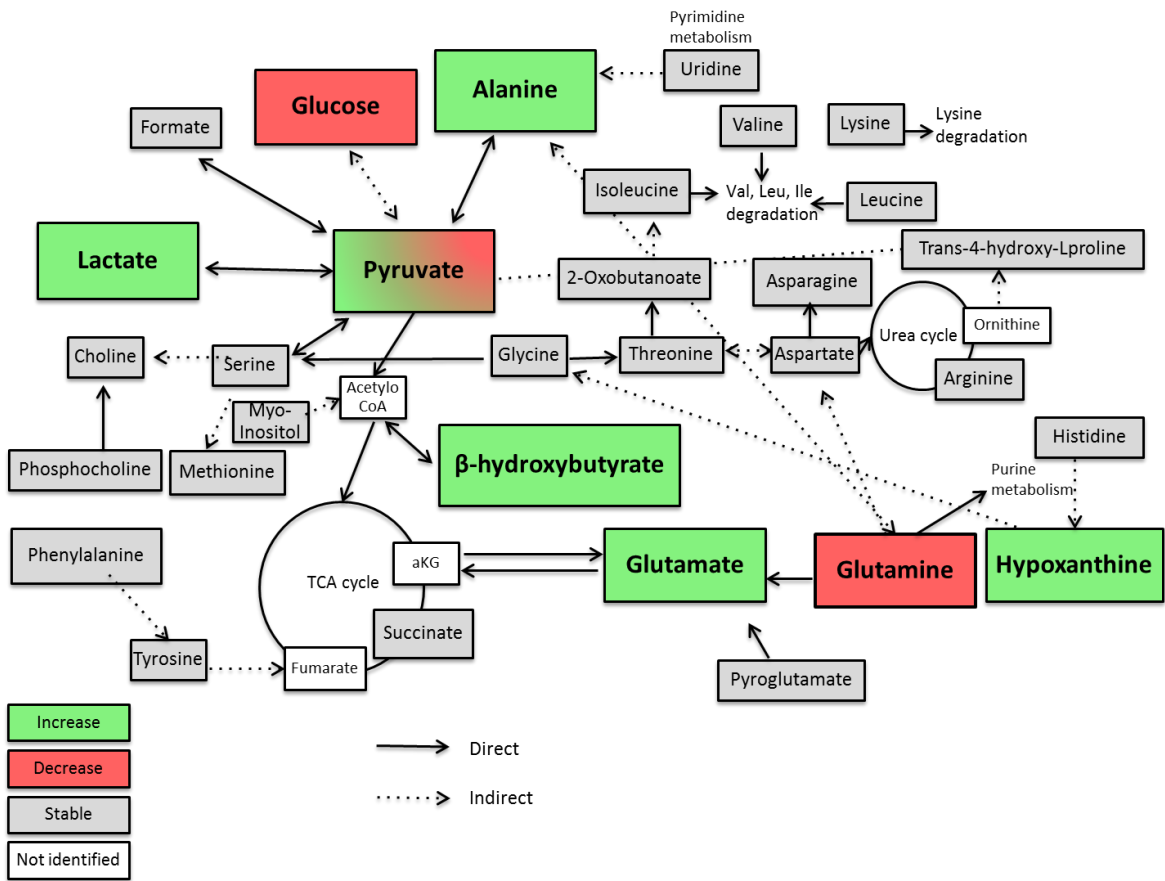 Pyrimidine
metabolism
Uridine
Alanine
Glucose
Formate
Valine
Lysine
Lysine
degradation
Isoleucine
Val, Leu, Ile
degradation
Leucine
Lactate
Pyruvate
2-Oxobutanoate
Trans-4-hydroxy-Lproline
Asparagine
Ornithine
Urea cycle
Choline
Serine
Glycine
Threonine
Aspartate
Arginine
Acetylo
CoA
Myo-
Inositol
Phosphocholine
Methionine
β-hydroxybutyrate
Histidine
Purine
metabolism
Phenylalanine
TCA cycle
aKG
Glutamate
Glutamine
Hypoxanthine
Succinate
Tyrosine
Fumarate
Pyroglutamate
Increase
Decrease
Stable
Not identified
Direct
Indirect